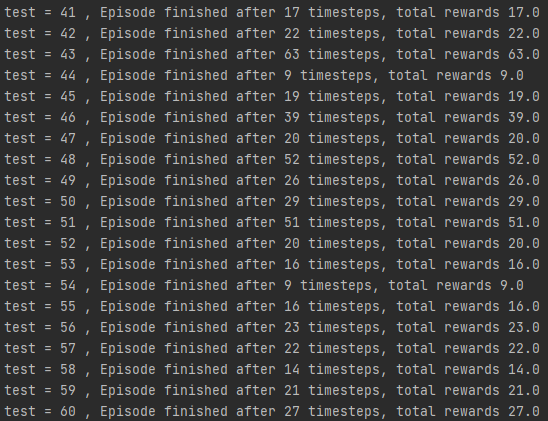 test = 41 , Episode finished after 17 timesteps, total rewards 17.0
test = 42 , Episode finished after 22 timesteps, total rewards 22.0
test = 43 , Episode finished after 63 timesteps, total rewards 63.0
test = 44 , Episode finished after 9 timesteps, total rewards 9.0
test = 45 , Episode finished after 19 timesteps, total rewards 19.0
test = 46 , Episode finished after 39 timesteps, total rewards 39.0
test = 47 , Episode finished after 20 timesteps, total rewards 20.0
test = 48 , Episode finished after 52 timesteps, total rewards 52.0
test = 49 , Episode finished after 26 timesteps, total rewards 26.0
test = 50 , Episode finished after 29 timesteps, total rewards 29.0
test = 51 , Episode finished after 51 timesteps, total rewards 51.0
test = 52 , Episode finished after 20 timesteps, total rewards 20.0
test = 53 , Episode finished after 16 timesteps, total rewards 16.0
test = 54 , Episode finished after 9 timesteps, total rewards 9.0
test = 55 , Episode finished after 16 timesteps, total rewards 16.0
test = 56 , Episode finished after 23 timesteps, total rewards 23.0
test = 57 , Episode finished after 22 timesteps, total rewards 22.0
test = 58 , Episode finished after 14 timesteps, total rewards 14.0
test = 59 , Episode finished after 21 timesteps, total rewards 21.0
test = 60 , Episode finished after 27 timesteps, total rewards 27.0